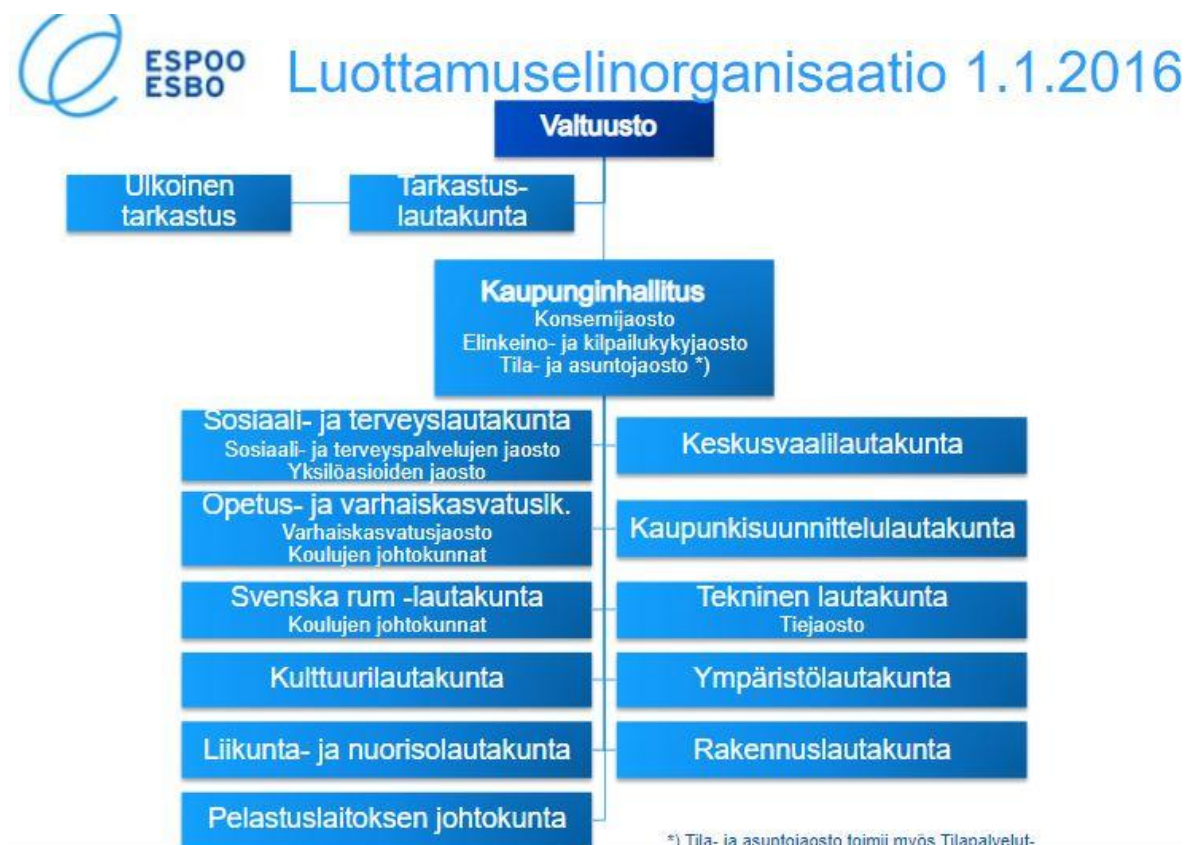 ESPOO
ESBO
Luottamuselinorganisaatio 1.1.2016
Valtuusto
Ulkoinen
tarkastus
Tarkastus-
lautakunta
Kaupunginhallitus
Konsernijaosto
Elinkeino- ja kilpailukykyjaosto
Tila- ja asuntojaosto *)
Sosiaali- ja terveyslautakunta
Sosiaali- ja terveyspalvelujen jaosto
Yksilöasioiden jaosto
Keskusvaalilautakunta
Opetus- ja varhaiskasvatuslk.
Varhaiskasvatusjaosto
Koulujen johtokunnat
Kaupunkisuunnittelulautakunta
Svenska rum -lautakunta
Koulujen johtokunnat
Tekninen lautakunta
Tiejaosto
Kulttuurilautakunta
Ympäristölautakunta
Liikunta- ja nuorisolautakunta
Rakennuslautakunta
Pelastuslaitoksen johtokunta
*) Tila- ja asuntojaosto toimii myös Tilapalvelut-